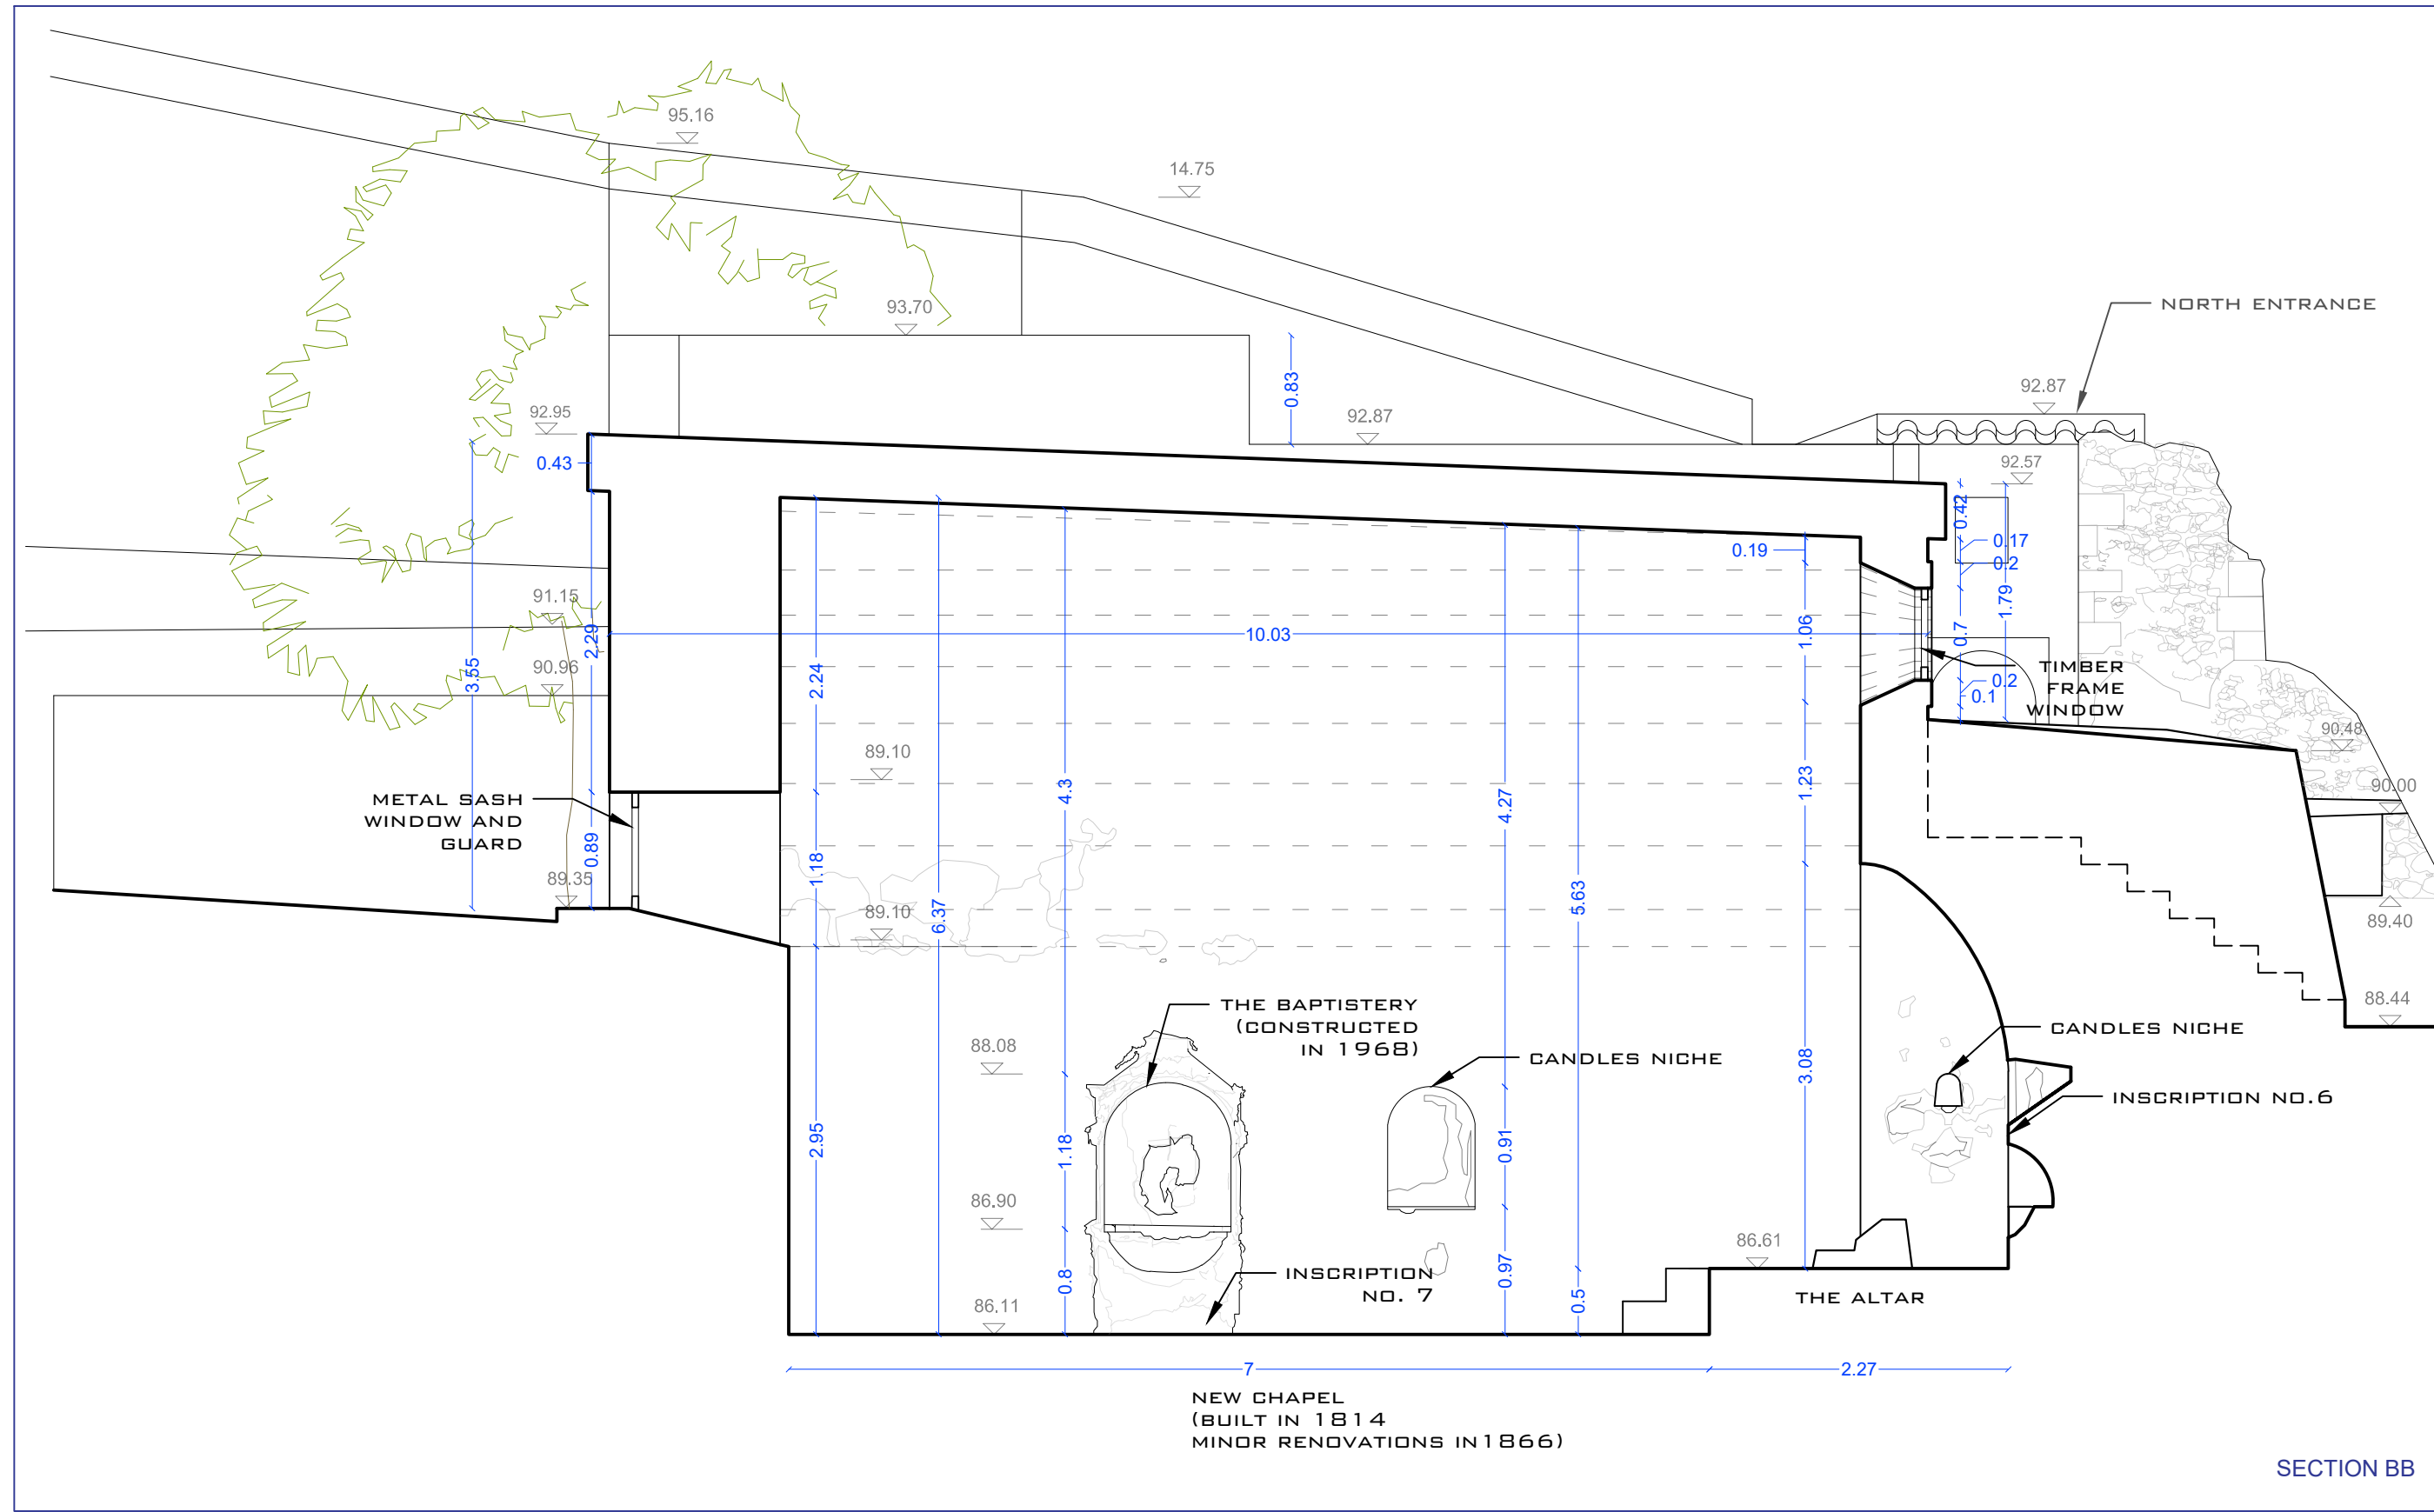 95.16
14.75
93.70
NORTH ENTRANCE
0.83
92.87
92.95
92.87
0.43
92.57
0.42
0.17
0.2
0.19
91.15
2.29
10.03
1.06
0.7
1.79
3.55
90.96
2.24
TIMBER
FRAME
WINDOW
0.2
0.1
90.48
89.10
4.3
4.27
1.23
90.00
METAL SASH
WINDOW AND
GUARD
0.89
1.18
89.35
89.10
6.37
5.63
89.40
88.44
THE BAPTISTERY
(CONSTRUCTED
IN 1968)
CANDLES NICHE
CANDLES NICHE
88.08
3.08
INSCRIPTION NO.6
2.95
1.18
0.91
86.90
86.61
INSCRIPTION
NO. 7
0.8
0.97
0.5
86.11
THE ALTAR
7
2.27
NEW CHAPEL
(BUILT IN 1814
MINOR RENOVATIONS IN1866)
SECTION BB